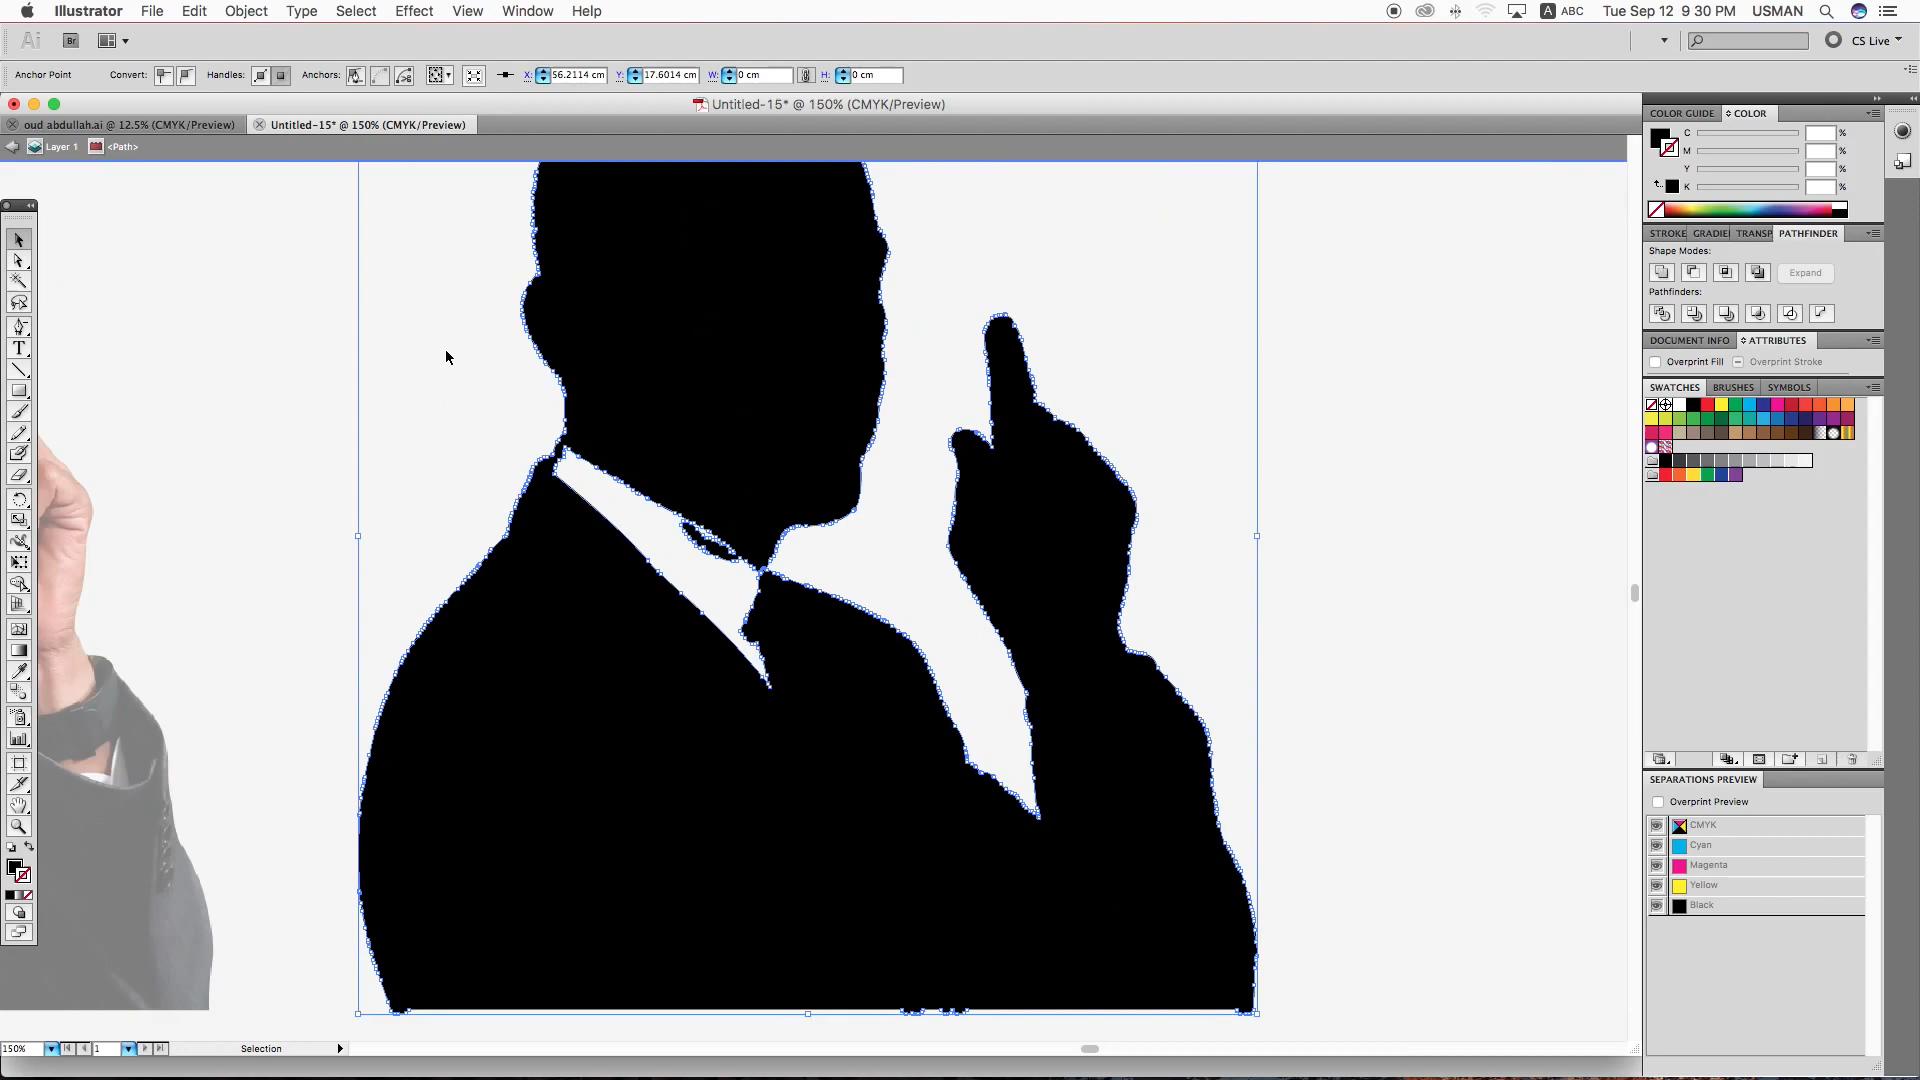 Illustrator File Edit Object Type Select Effect View Window Help A ABC Tue Sep 12 9:30 PM USMAN
Ai Br CS Live
Anchor Point Convert: Handles: Anchors: X: 56.2114 cm Y: 17.6014 cm W: 0 cm H: 0 cm
Untitled-15* @ 150% (CMYK/Preview)
oud abdullah.ai @ 12.5% (CMYK/Preview) Untitled-15* @ 150% (CMYK/Preview)
Layer 1 <Path>
COLOR GUIDE COLOR
C %
M %
Y %
K %
STROKE GRADIE TRANSP PATHFINDER
Shape Modes:
Expand
Pathfinders:
DOCUMENT INFO ATTRIBUTES
Overprint Fill Overprint Stroke
SWATCHES BRUSHES SYMBOLS
SEPARATIONS PREVIEW
Overprint Preview
CMYK
Cyan
Magenta
Yellow
Black
T
150% 1 Selection